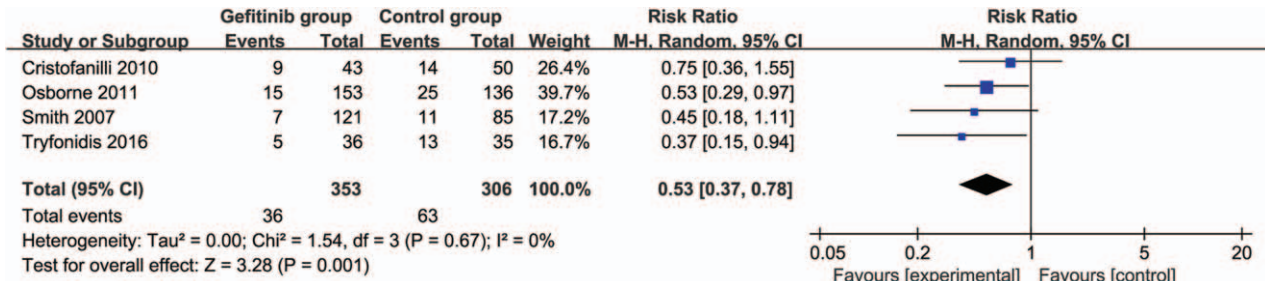 Gefitinib group Control group Risk Ratio Risk Ratio
Study or Subgroup Events Total Events Total Weight M-H, Random, 95% CI M-H, Random, 95% CI
Cristofanilli 2010 9 43 14 50 26.4% 0.75 [0.36, 1.55]
Osborne 2011 15 153 25 136 39.7% 0.53 [0.29, 0.97]
Smith 2007 7 121 11 85 17.2% 0.45 [0.18, 1.11]
Tryfonidis 2016 5 36 13 35 16.7% 0.37 [0.15, 0.94]
Total (95% CI) 353 306 100.0% 0.53 [0.37, 0.78]
Total events 36 63
Heterogeneity: Tau² = 0.00; Chi² = 1.54, df = 3 (P = 0.67); I² = 0%
Test for overall effect: Z = 3.28 (P = 0.001)
0.05 0.2 1 5 20
Favours [experimental] Favours [control]